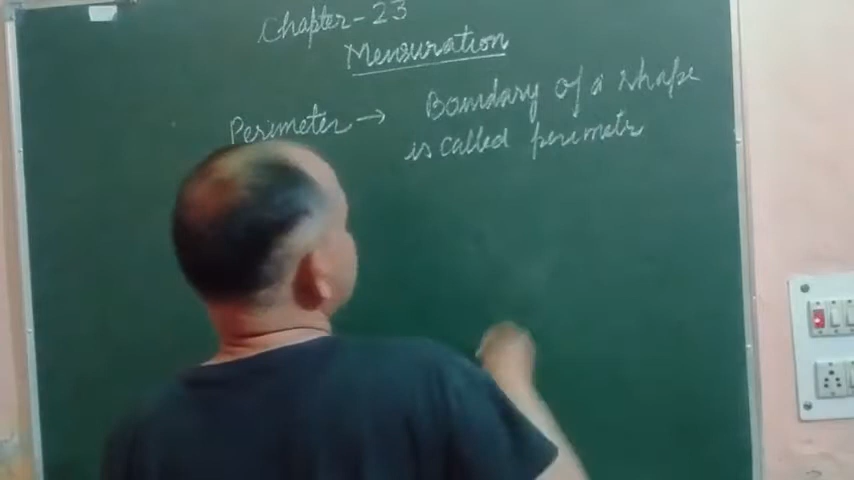 Chapter-23
Mensuration
Perimeter → Boundary of a shape
is called perimeter